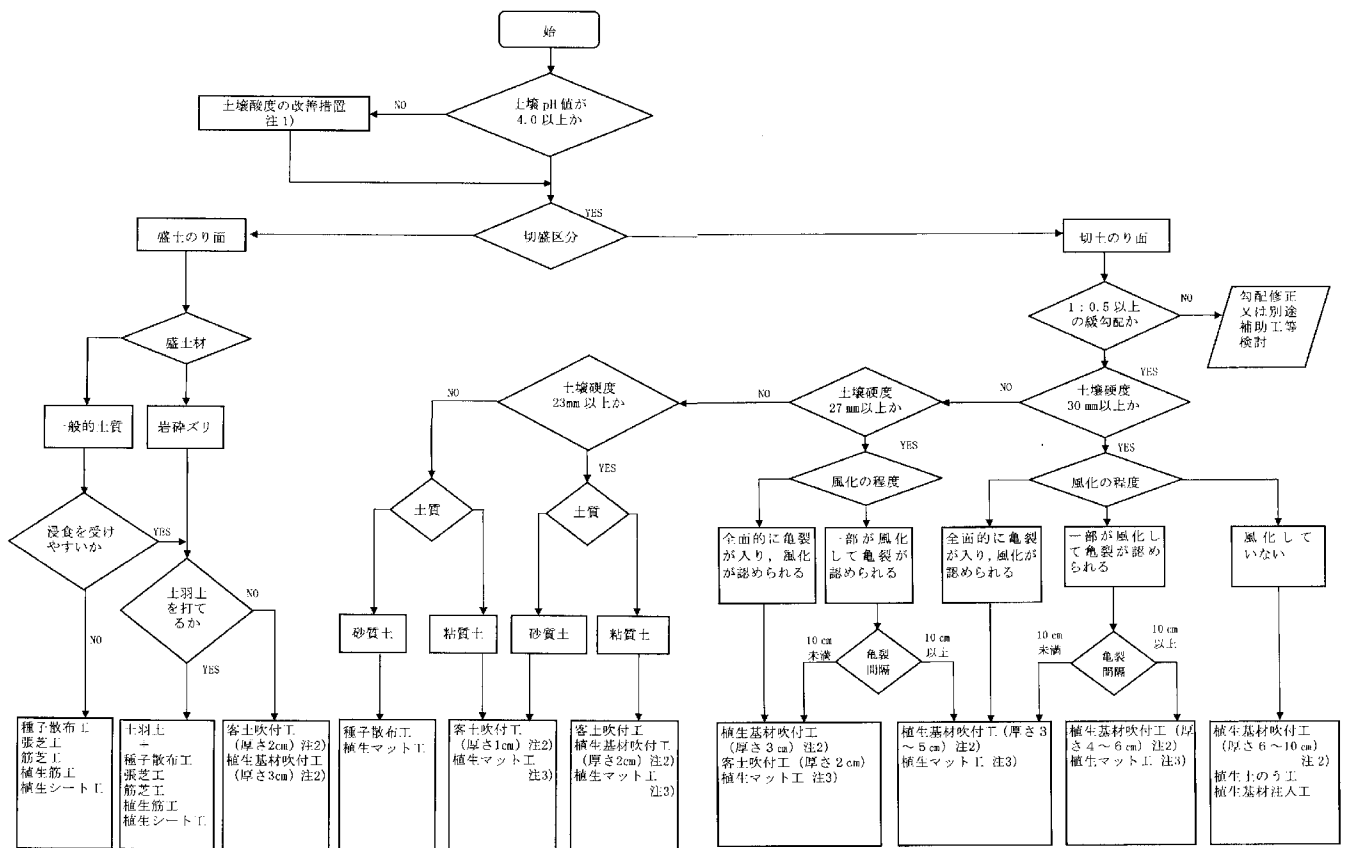 始
土壌pH値が
4.0以上か
NO
土壌酸度の改善措置
注1)
YES
切盛区分
盛土のり面
切土のり面
1：0.5以上
の緩勾配か
NO
勾配修正
又は別途
補助工等
検討
YES
盛土材
土壌硬度
23mm以上か
NO
土壌硬度
27mm以上か
NO
土壌硬度
30mm以上か
NO
一般的土質
岩砕ズリ
YES
YES
YES
土質
土質
風化の程度
風化の程度
浸食を受け
やすいか
YES
NO
土羽土
を打て
るか
NO
YES
砂質土
粘質土
砂質土
粘質土
全面的に亀裂
が入り，風化
が認められる
一部が風化
して亀裂が
認められる
全面的に亀裂
が入り，風化が
認められる
一部が風化し
て亀裂が認め
られる
風化して
いない
10cm
未満
亀裂
間隔
10cm
以上
10cm
未満
亀裂
間隔
10cm
以上
種子散布工
張芝工
筋芝工
植生筋工
植生シート工
土羽土
＋
種子散布工
張芝工
筋芝工
植生筋工
植生シート工
客土吹付工
（厚さ2cm）注2)
植生基材吹付工
（厚さ3cm）注2)
種子散布工
植生マット工
客土吹付工
（厚さ1cm）注2)
植生マット工
注3)
客土吹付工
植生基材吹付工
（厚さ2cm）注2)
植生マット工
注3)
植生基材吹付工
（厚さ3cm）注2)
客土吹付工（厚さ2cm）
植生マット工 注3)
植生基材吹付工（厚さ3
～5cm）注2)
植生マット工 注3)
植生基材吹付工（厚
さ4～6cm）注2)
植生マット工 注3)
植生基材吹付工
（厚さ6～10cm）
注2)
植生土のう工
植生基材注入工